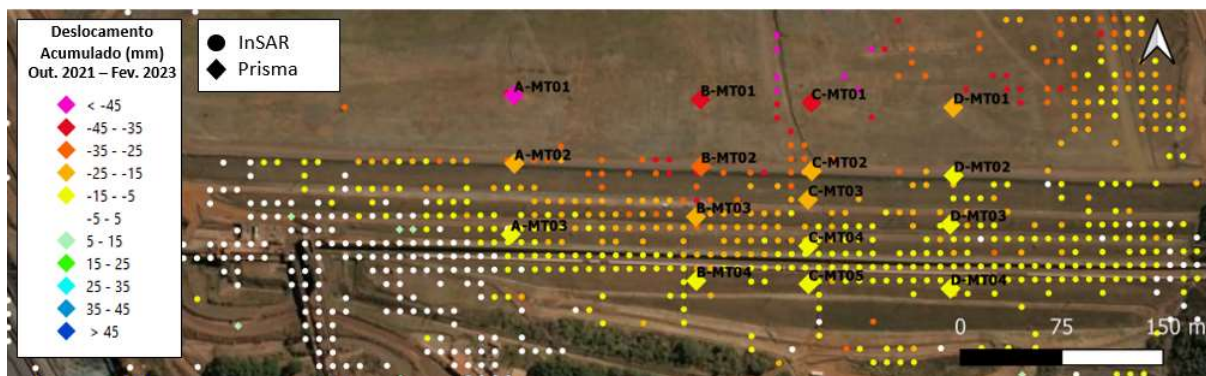 Deslocamento
Acumulado (mm)
Out. 2021 – Fev. 2023
< -45
-45 - -35
-35 - -25
-25 - -15
-15 - -5
-5 - 5
5 - 15
15 - 25
25 - 35
35 - 45
> 45
InSAR
Prisma
A-MT01
B-MT01
C-MT01
D-MT01
A-MT02
B-MT02
C-MT02
D-MT02
C-MT03
B-MT03
D-MT03
A-MT03
C-MT04
B-MT04
C-MT05
D-MT04
0 75 150 m